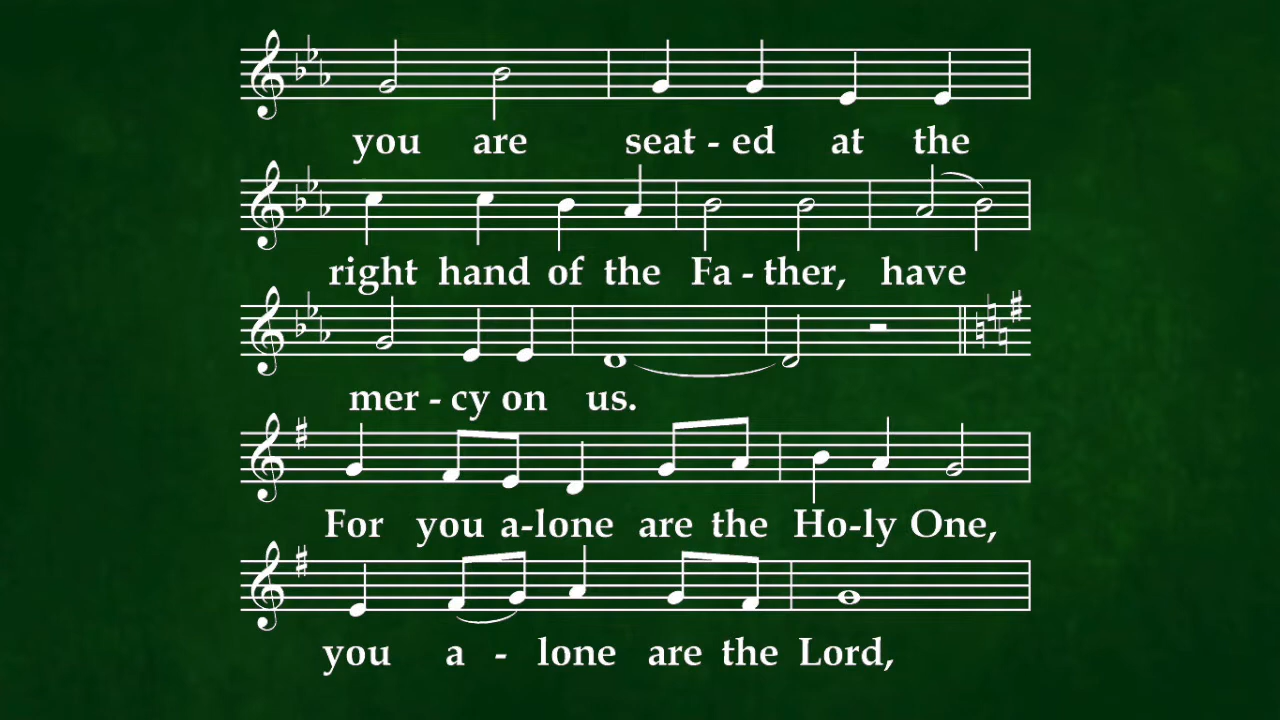 you are seat - ed at the
right hand of the Fa - ther, have
mer - cy on us.
For you a-lone are the Ho-ly One,
you a - lone are the Lord,